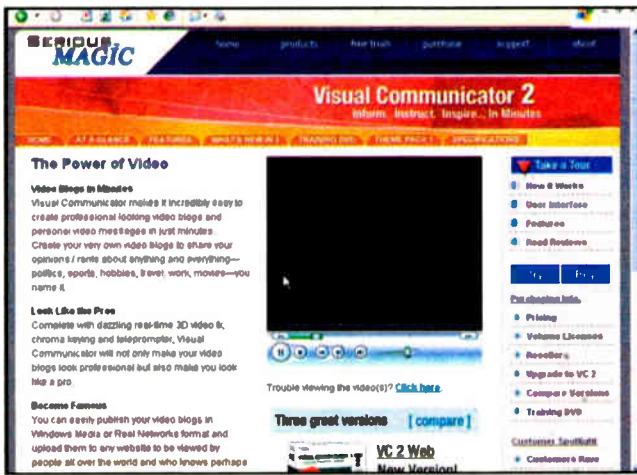 SERIOUS MAGIC
home products free trials purchase support about
Visual Communicator 2
Inform. Instruct. Inspire... In Minutes
HOME AT-A-GLANCE FEATURES WHAT'S NEW IN 2 TRAINING DVD THEME PACK 1 SPECIFICATIONS
The Power of Video
Video Blogs In Minutes
Visual Communicator makes it incredibly easy to
create professional looking video blogs and
personal video messages in just minutes.
Create your very own video blogs to share your
opinions / rants about anything and everything—
politics, sports, hobbies, travel, work, movies—you
name it.
Look Like the Pros
Complete with dazzling real-time 3D video fx,
chroma keying and teleprompter, Visual
Communicator will not only make your video
blogs look professional but also make you look
like a pro.
Become Famous
You can easily publish your video blogs in
Windows Media or Real Networks format and
upload them to any website to be viewed by
people all over the world and who knows perhaps
Trouble viewing the video(s)? Click here.
Three great versions [ compare ]
VC 2 Web
New Version!
Take a Tour
How it Works
User Interface
Features
Read Reviews
Purchasing Info.
Pricing
Volume Licenses
Resellers
Upgrade to VC 2
Compare Versions
Training DVD
Customer Spotlight
Customers Rave